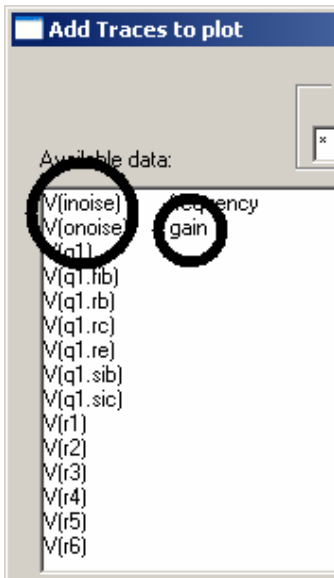 Add Traces to plot
*
Available data:
V(inoise) frequency
V(onoise) gain
V(q1)
V(q1.fib)
V(q1.rb)
V(q1.rc)
V(q1.re)
V(q1.sib)
V(q1.sic)
V(r1)
V(r2)
V(r3)
V(r4)
V(r5)
V(r6)